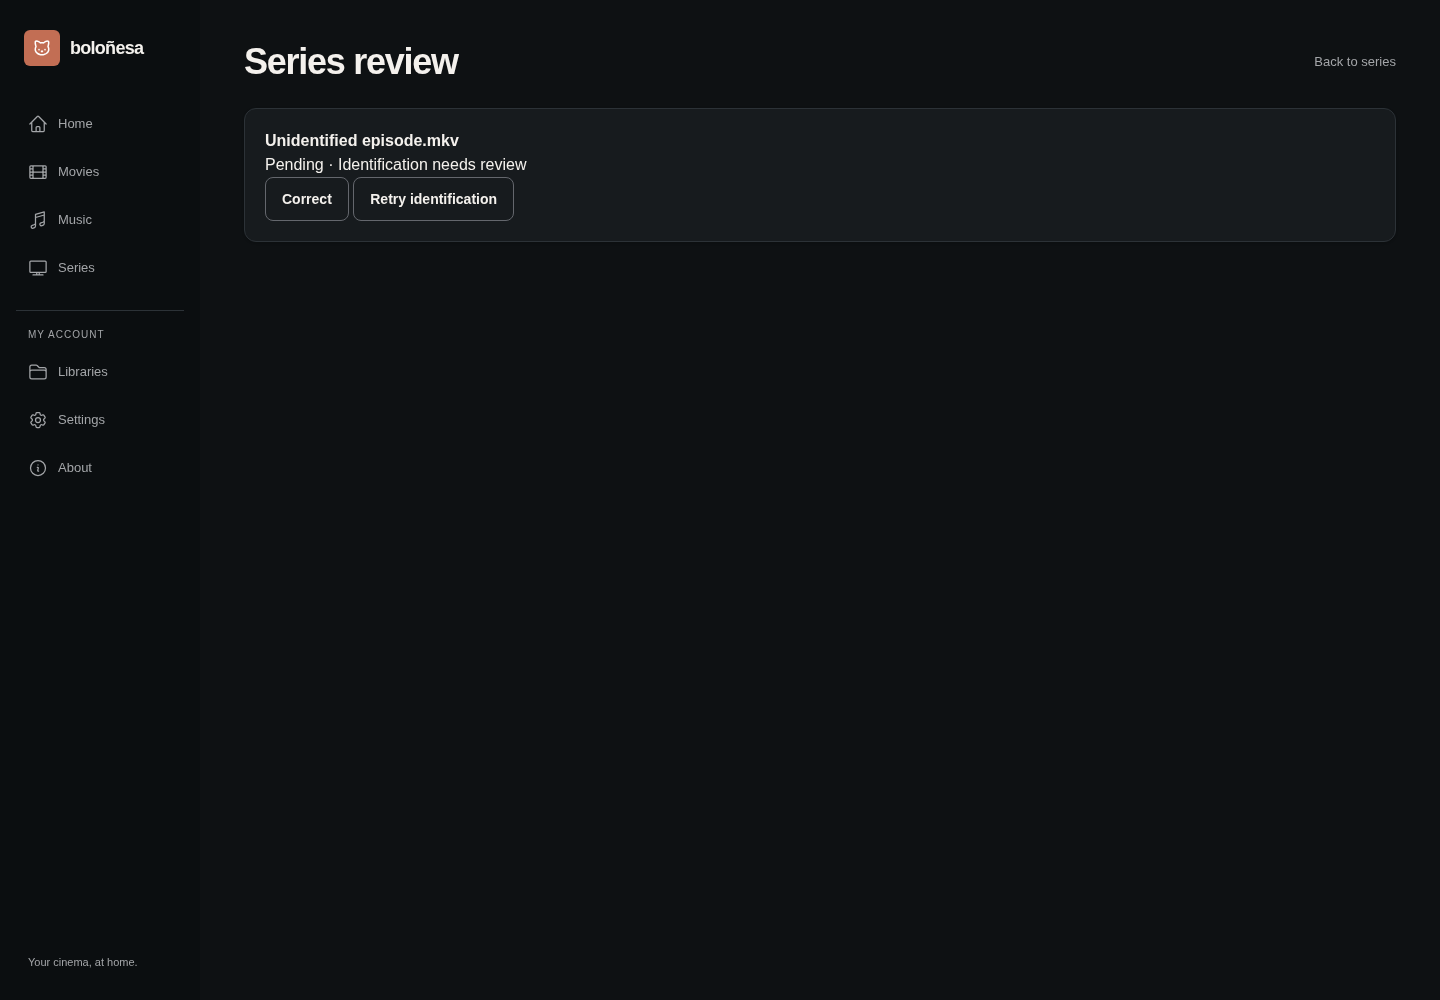 boloñesa
Home
Movies
Music
Series
MY ACCOUNT
Libraries
Settings
About
Your cinema, at home.
Series review
Back to series
Unidentified episode.mkv
Pending · Identification needs review
Correct
Retry identification